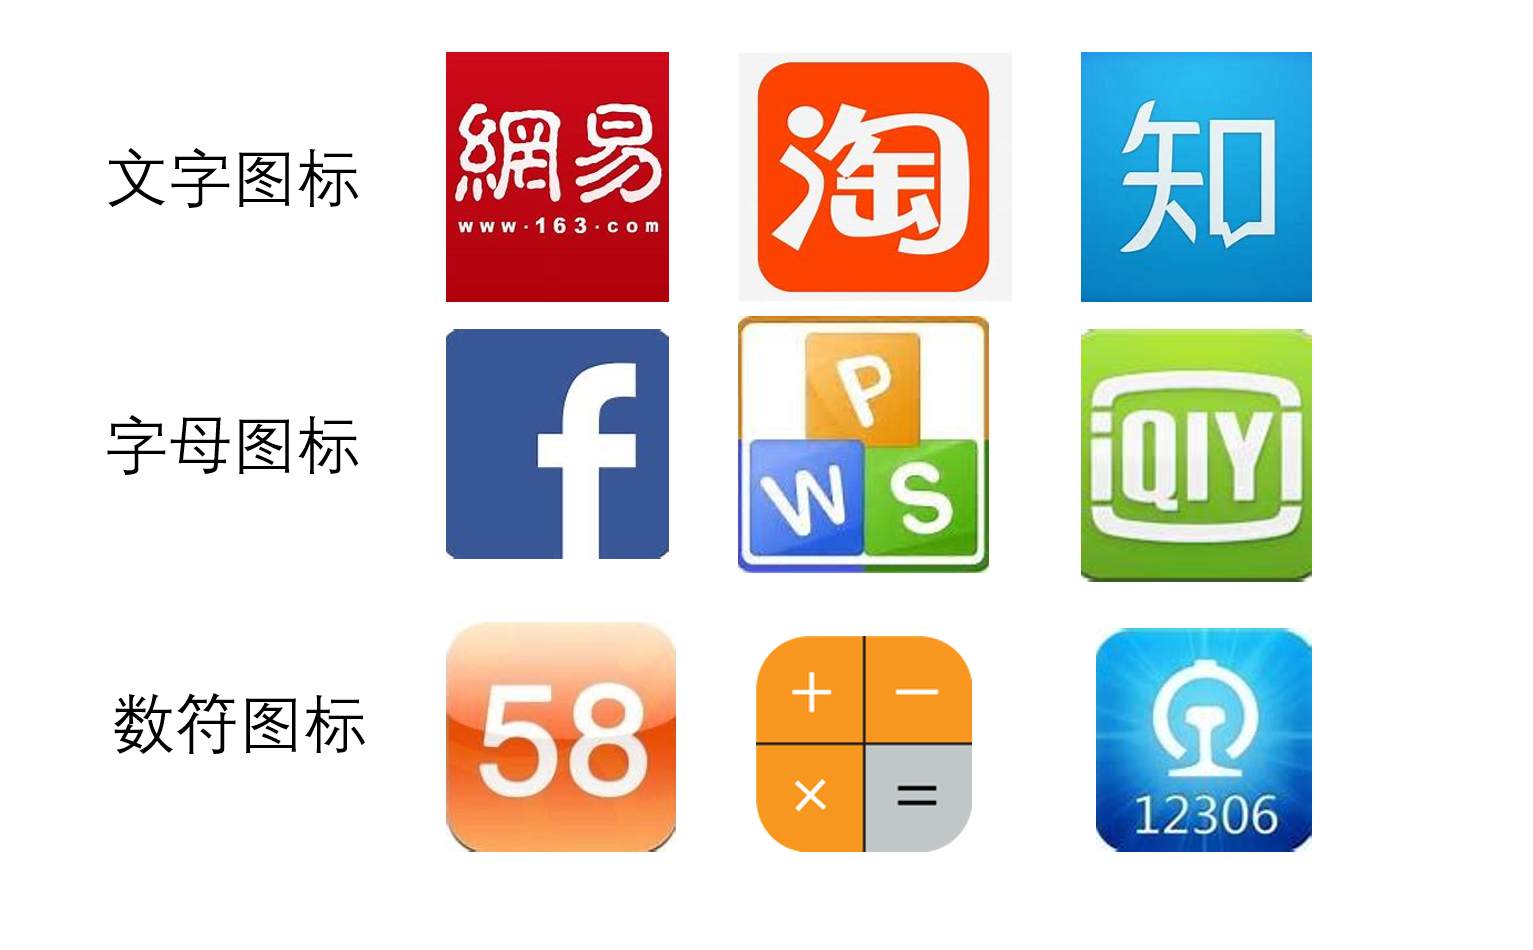 文字图标
網易
www·163·com
淘
知
字母图标
f
P
W S
iQIYI
数符图标
58
+ −
× =
12306